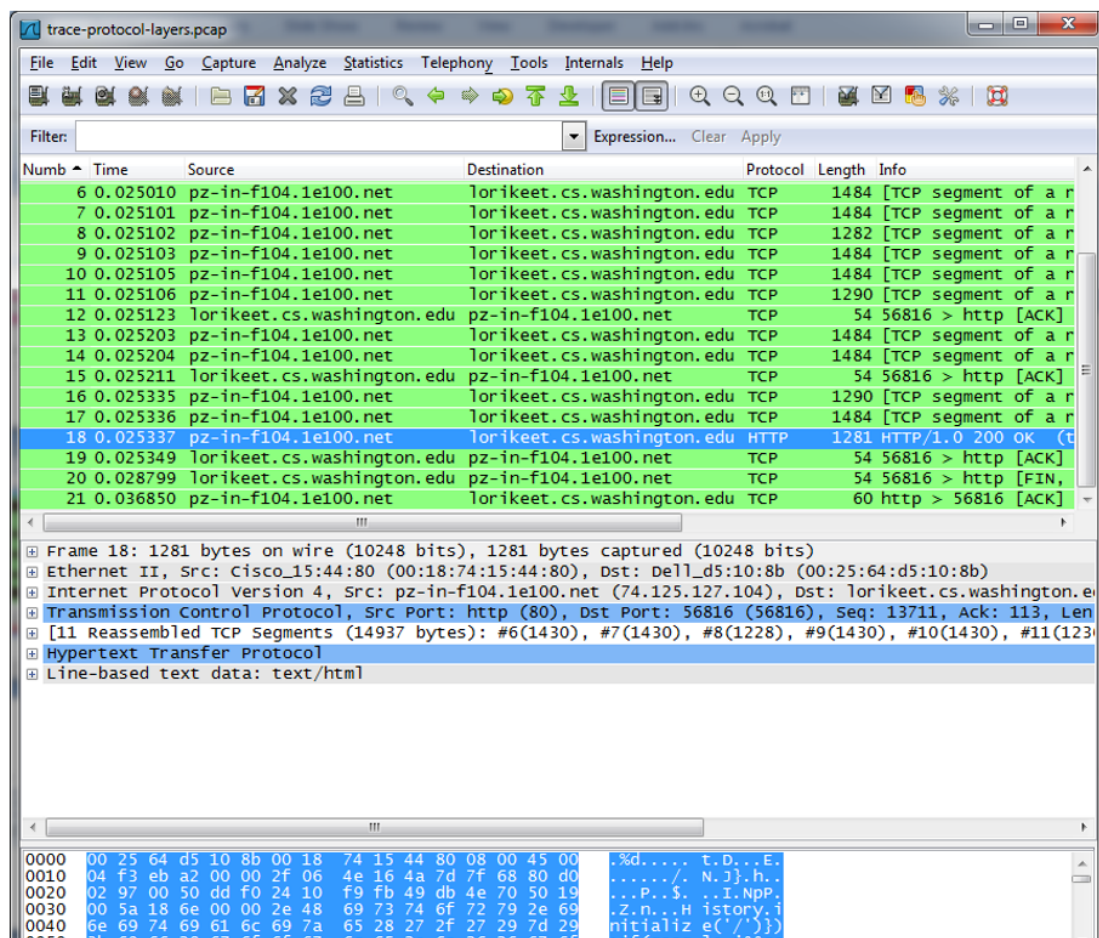 trace-protocol-layers.pcap
File Edit View Go Capture Analyze Statistics Telephony Tools Internals Help
Filter: Expression... Clear Apply
Numb Time Source Destination Protocol Length Info
6 0.025010 pz-in-f104.1e100.net lorikeet.cs.washington.edu TCP 1484 [TCP segment of a r
7 0.025101 pz-in-f104.1e100.net lorikeet.cs.washington.edu TCP 1484 [TCP segment of a r
8 0.025102 pz-in-f104.1e100.net lorikeet.cs.washington.edu TCP 1282 [TCP segment of a r
9 0.025103 pz-in-f104.1e100.net lorikeet.cs.washington.edu TCP 1484 [TCP segment of a r
10 0.025105 pz-in-f104.1e100.net lorikeet.cs.washington.edu TCP 1484 [TCP segment of a r
11 0.025106 pz-in-f104.1e100.net lorikeet.cs.washington.edu TCP 1290 [TCP segment of a r
12 0.025123 lorikeet.cs.washington.edu pz-in-f104.1e100.net TCP 54 56816 > http [ACK]
13 0.025203 pz-in-f104.1e100.net lorikeet.cs.washington.edu TCP 1484 [TCP segment of a r
14 0.025204 pz-in-f104.1e100.net lorikeet.cs.washington.edu TCP 1484 [TCP segment of a r
15 0.025211 lorikeet.cs.washington.edu pz-in-f104.1e100.net TCP 54 56816 > http [ACK]
16 0.025335 pz-in-f104.1e100.net lorikeet.cs.washington.edu TCP 1290 [TCP segment of a r
17 0.025336 pz-in-f104.1e100.net lorikeet.cs.washington.edu TCP 1484 [TCP segment of a r
18 0.025337 pz-in-f104.1e100.net lorikeet.cs.washington.edu HTTP 1281 HTTP/1.0 200 OK (t
19 0.025349 lorikeet.cs.washington.edu pz-in-f104.1e100.net TCP 54 56816 > http [ACK]
20 0.028799 lorikeet.cs.washington.edu pz-in-f104.1e100.net TCP 54 56816 > http [FIN,
21 0.036850 pz-in-f104.1e100.net lorikeet.cs.washington.edu TCP 60 http > 56816 [ACK]
Frame 18: 1281 bytes on wire (10248 bits), 1281 bytes captured (10248 bits)
Ethernet II, Src: Cisco_15:44:80 (00:18:74:15:44:80), Dst: Dell_d5:10:8b (00:25:64:d5:10:8b)
Internet Protocol Version 4, Src: pz-in-f104.1e100.net (74.125.127.104), Dst: lorikeet.cs.washington.e
Transmission Control Protocol, Src Port: http (80), Dst Port: 56816 (56816), Seq: 13711, Ack: 113, Len
[11 Reassembled TCP Segments (14937 bytes): #6(1430), #7(1430), #8(1228), #9(1430), #10(1430), #11(123
Hypertext Transfer Protocol
Line-based text data: text/html
0000 00 25 64 d5 10 8b 00 18 74 15 44 80 08 00 45 00 .%d..... t.D...E.
0010 04 f3 eb a2 00 00 2f 06 4e 16 4a 7d 7f 68 80 d0 ....../. N.J}.h..
0020 02 97 00 50 dd f0 24 10 f9 fb 49 db 4e 70 50 19 ...P..$. ..I.NpP.
0030 00 5a 18 6e 00 00 2e 48 69 73 74 6f 72 79 2e 69 .Z.n...H istory.i
0040 6e 69 74 69 61 6c 69 7a 65 28 27 2f 27 29 7d 29 nitializ e('/')})